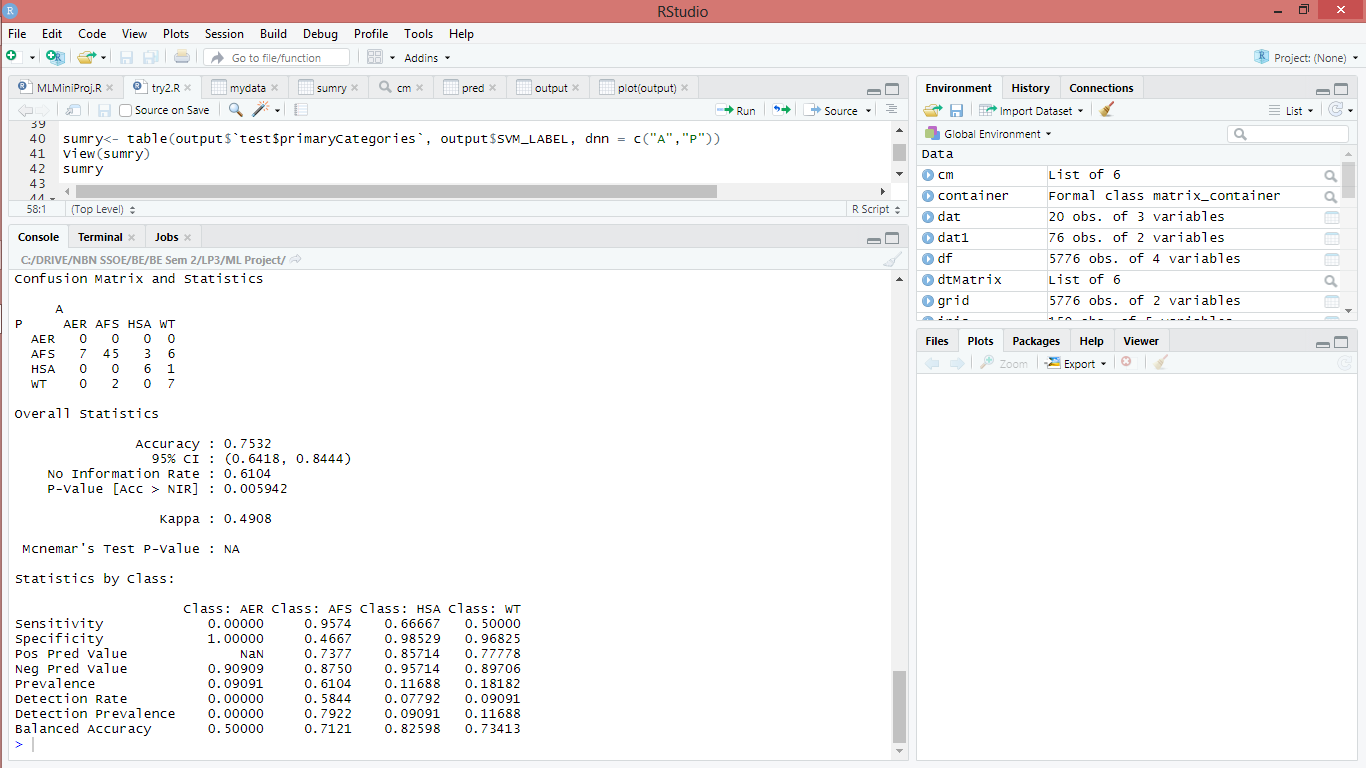 RStudio
File Edit Code View Plots Session Build Debug Profile Tools Help
Go to file/function Addins Project: (None)
MLMiniProj.R try2.R mydata sumry cm pred output plot(output)
Source on Save Run Source
39
40 sumry<- table(output$`test$primaryCategories`, output$SVM_LABEL, dnn = c("A","P"))
41 View(sumry)
42 sumry
43
44
58:1 (Top Level) R Script
Console Terminal Jobs
C:/DRIVE/NBN SSOE/BE/BE Sem 2/LP3/ML Project/
Confusion Matrix and Statistics
A
P AER AFS HSA WT
AER 0 0 0 0
AFS 7 45 3 6
HSA 0 0 6 1
WT 0 2 0 7
Overall Statistics
Accuracy : 0.7532
95% CI : (0.6418, 0.8444)
No Information Rate : 0.6104
P-Value [Acc > NIR] : 0.005942
Kappa : 0.4908
Mcnemar's Test P-Value : NA
Statistics by Class:
Class: AER Class: AFS Class: HSA Class: WT
Sensitivity 0.00000 0.9574 0.66667 0.50000
Specificity 1.00000 0.4667 0.98529 0.96825
Pos Pred Value NaN 0.7377 0.85714 0.77778
Neg Pred Value 0.90909 0.8750 0.95714 0.89706
Prevalence 0.09091 0.6104 0.11688 0.18182
Detection Rate 0.00000 0.5844 0.07792 0.09091
Detection Prevalence 0.00000 0.7922 0.09091 0.11688
Balanced Accuracy 0.50000 0.7121 0.82598 0.73413
>
Environment History Connections
Import Dataset List
Global Environment
Data
cm List of 6
container Formal class matrix_container
dat 20 obs. of 3 variables
dat1 76 obs. of 2 variables
df 5776 obs. of 4 variables
dtMatrix List of 6
grid 5776 obs. of 2 variables
Files Plots Packages Help Viewer
Zoom Export